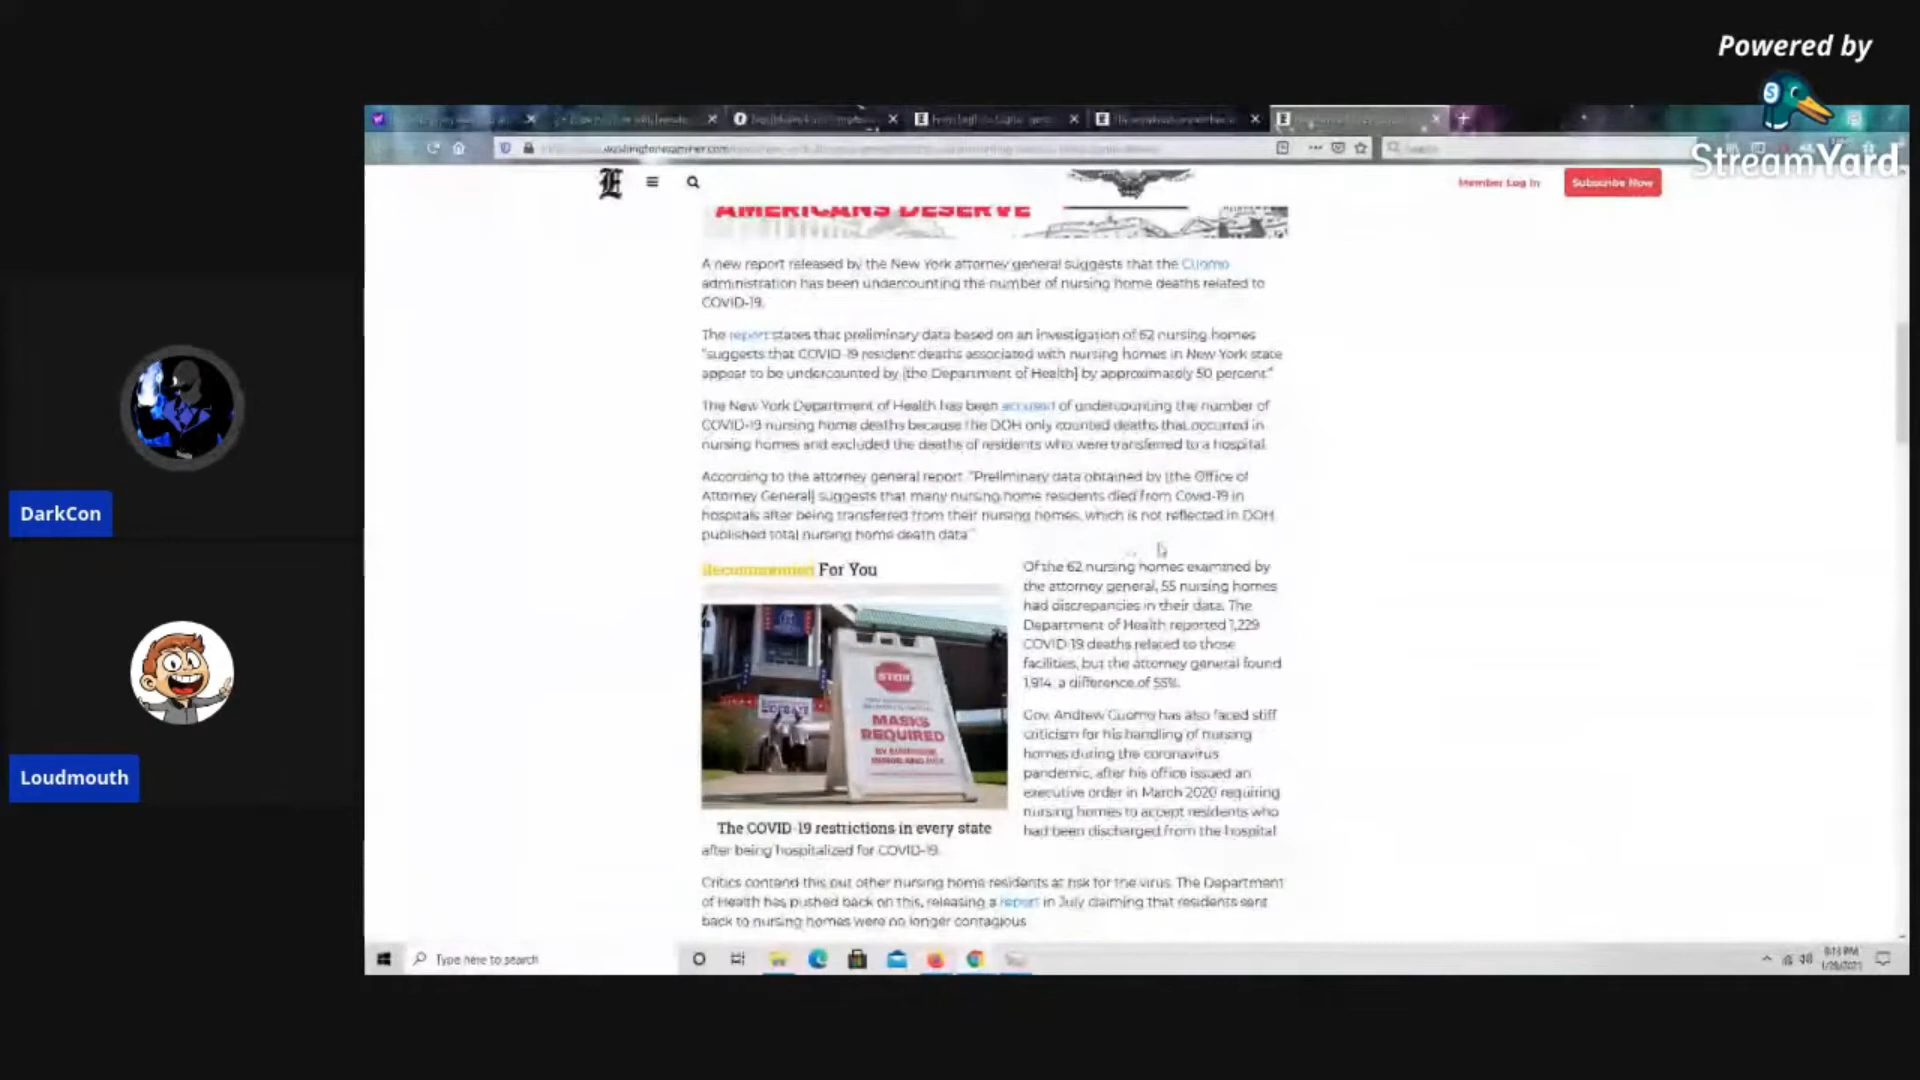 Powered by
StreamYard
washingtonexaminer.com
Member Log In
Subscribe Now
AMERICANS DESERVE
A new report released by the New York attorney general suggests that the Cuomo
administration has been undercounting the number of nursing home deaths related to
COVID-19.
The report states that preliminary data based on an investigation of 62 nursing homes
"suggests that COVID-19 resident deaths associated with nursing homes in New York state
appear to be undercounted by [the Department of Health] by approximately 50 percent."
The New York Department of Health has been accused of undercounting the number of
COVID-19 nursing home deaths because the DOH only counted deaths that occurred in
nursing homes and excluded the deaths of residents who were transferred to a hospital.
According to the attorney general report, "Preliminary data obtained by [the Office of
Attorney General] suggests that many nursing home residents died from Covid-19 in
hospitals after being transferred from their nursing homes, which is not reflected in DOH
published total nursing home death data."
Recommended For You
STOP
MASKS
REQUIRED
The COVID-19 restrictions in every state
Of the 62 nursing homes examined by
the attorney general, 55 nursing homes
had discrepancies in their data. The
Department of Health reported 1,229
COVID-19 deaths related to those
facilities, but the attorney general found
1,914, a difference of 55%.
Gov. Andrew Cuomo has also faced stiff
criticism for his handling of nursing
homes during the coronavirus
pandemic, after his office issued an
executive order in March 2020 requiring
nursing homes to accept residents who
had been discharged from the hospital
after being hospitalized for COVID-19.
Critics contend this put other nursing home residents at risk for the virus. The Department
of Health has pushed back on this, releasing a report in July claiming that residents sent
back to nursing homes were no longer contagious.
DarkCon
Loudmouth
Type here to search
1/28/2021